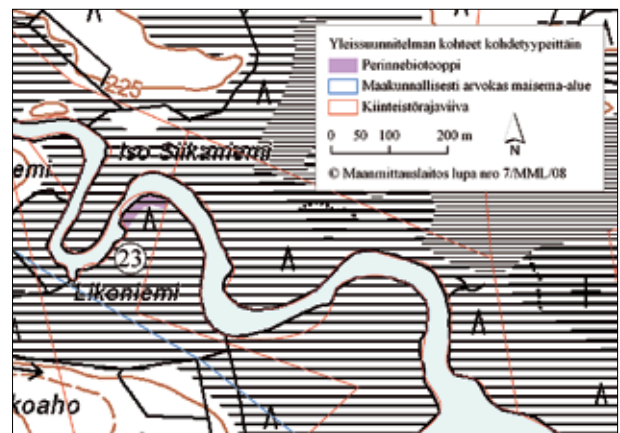 Yleissuunnitelman kohteet kohdetyypeittäin
Perinnebiotooppi
Maakunnallisesti arvokas maisema-alue
Kiinteistörajaviiva
0 50 100 200 m
N
© Maanmittauslaitos lupa nro 7/MML/08
225
Iso Siikaniemi
emi
23
Likoniemi
koaho